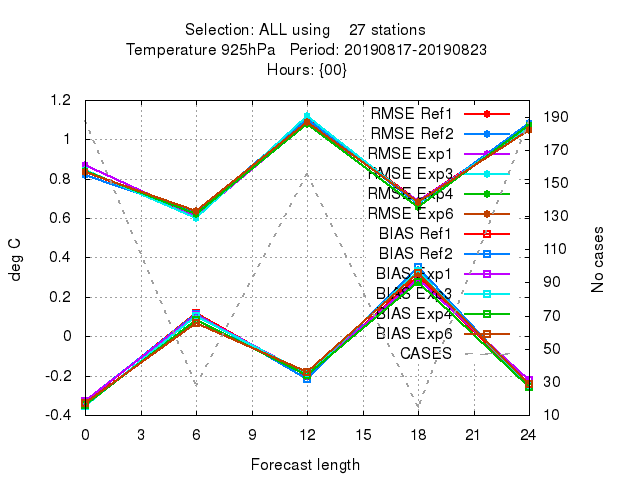 Selection: ALL using 27 stations
Temperature 925hPa Period: 20190817-20190823
Hours: {00}
1.2
1
0.8
0.6
0.4
0.2
0
-0.2
-0.4
deg C
190
170
150
130
110
90
70
50
30
10
No cases
RMSE Ref1
RMSE Ref2
RMSE Exp1
RMSE Exp3
RMSE Exp4
RMSE Exp6
BIAS Ref1
BIAS Ref2
BIAS Exp1
BIAS Exp3
BIAS Exp4
BIAS Exp6
CASES
0 3 6 9 12 15 18 21 24
Forecast length